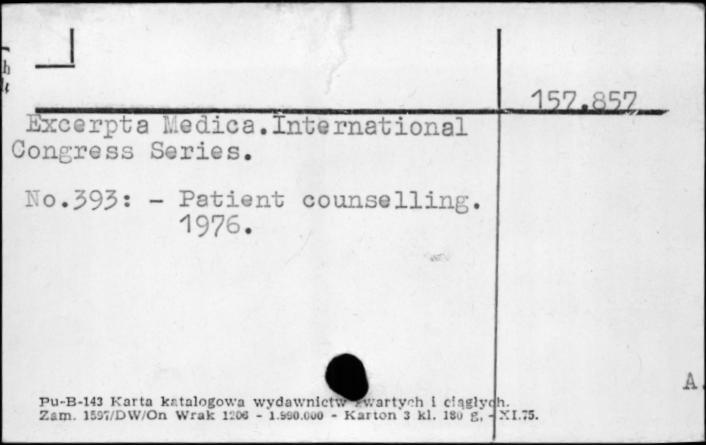 157.857
Excerpta Medica.International
Congress Series.
No.393: - Patient counselling.
1976.
A.
Pu-B-143 Karta katalogowa wydawnictw zwartych i ciągłych.
Zam. 1597/DW/On Wrak 1206 - 1.990.000 - Karton 3 kl. 180 g, - XI.75.